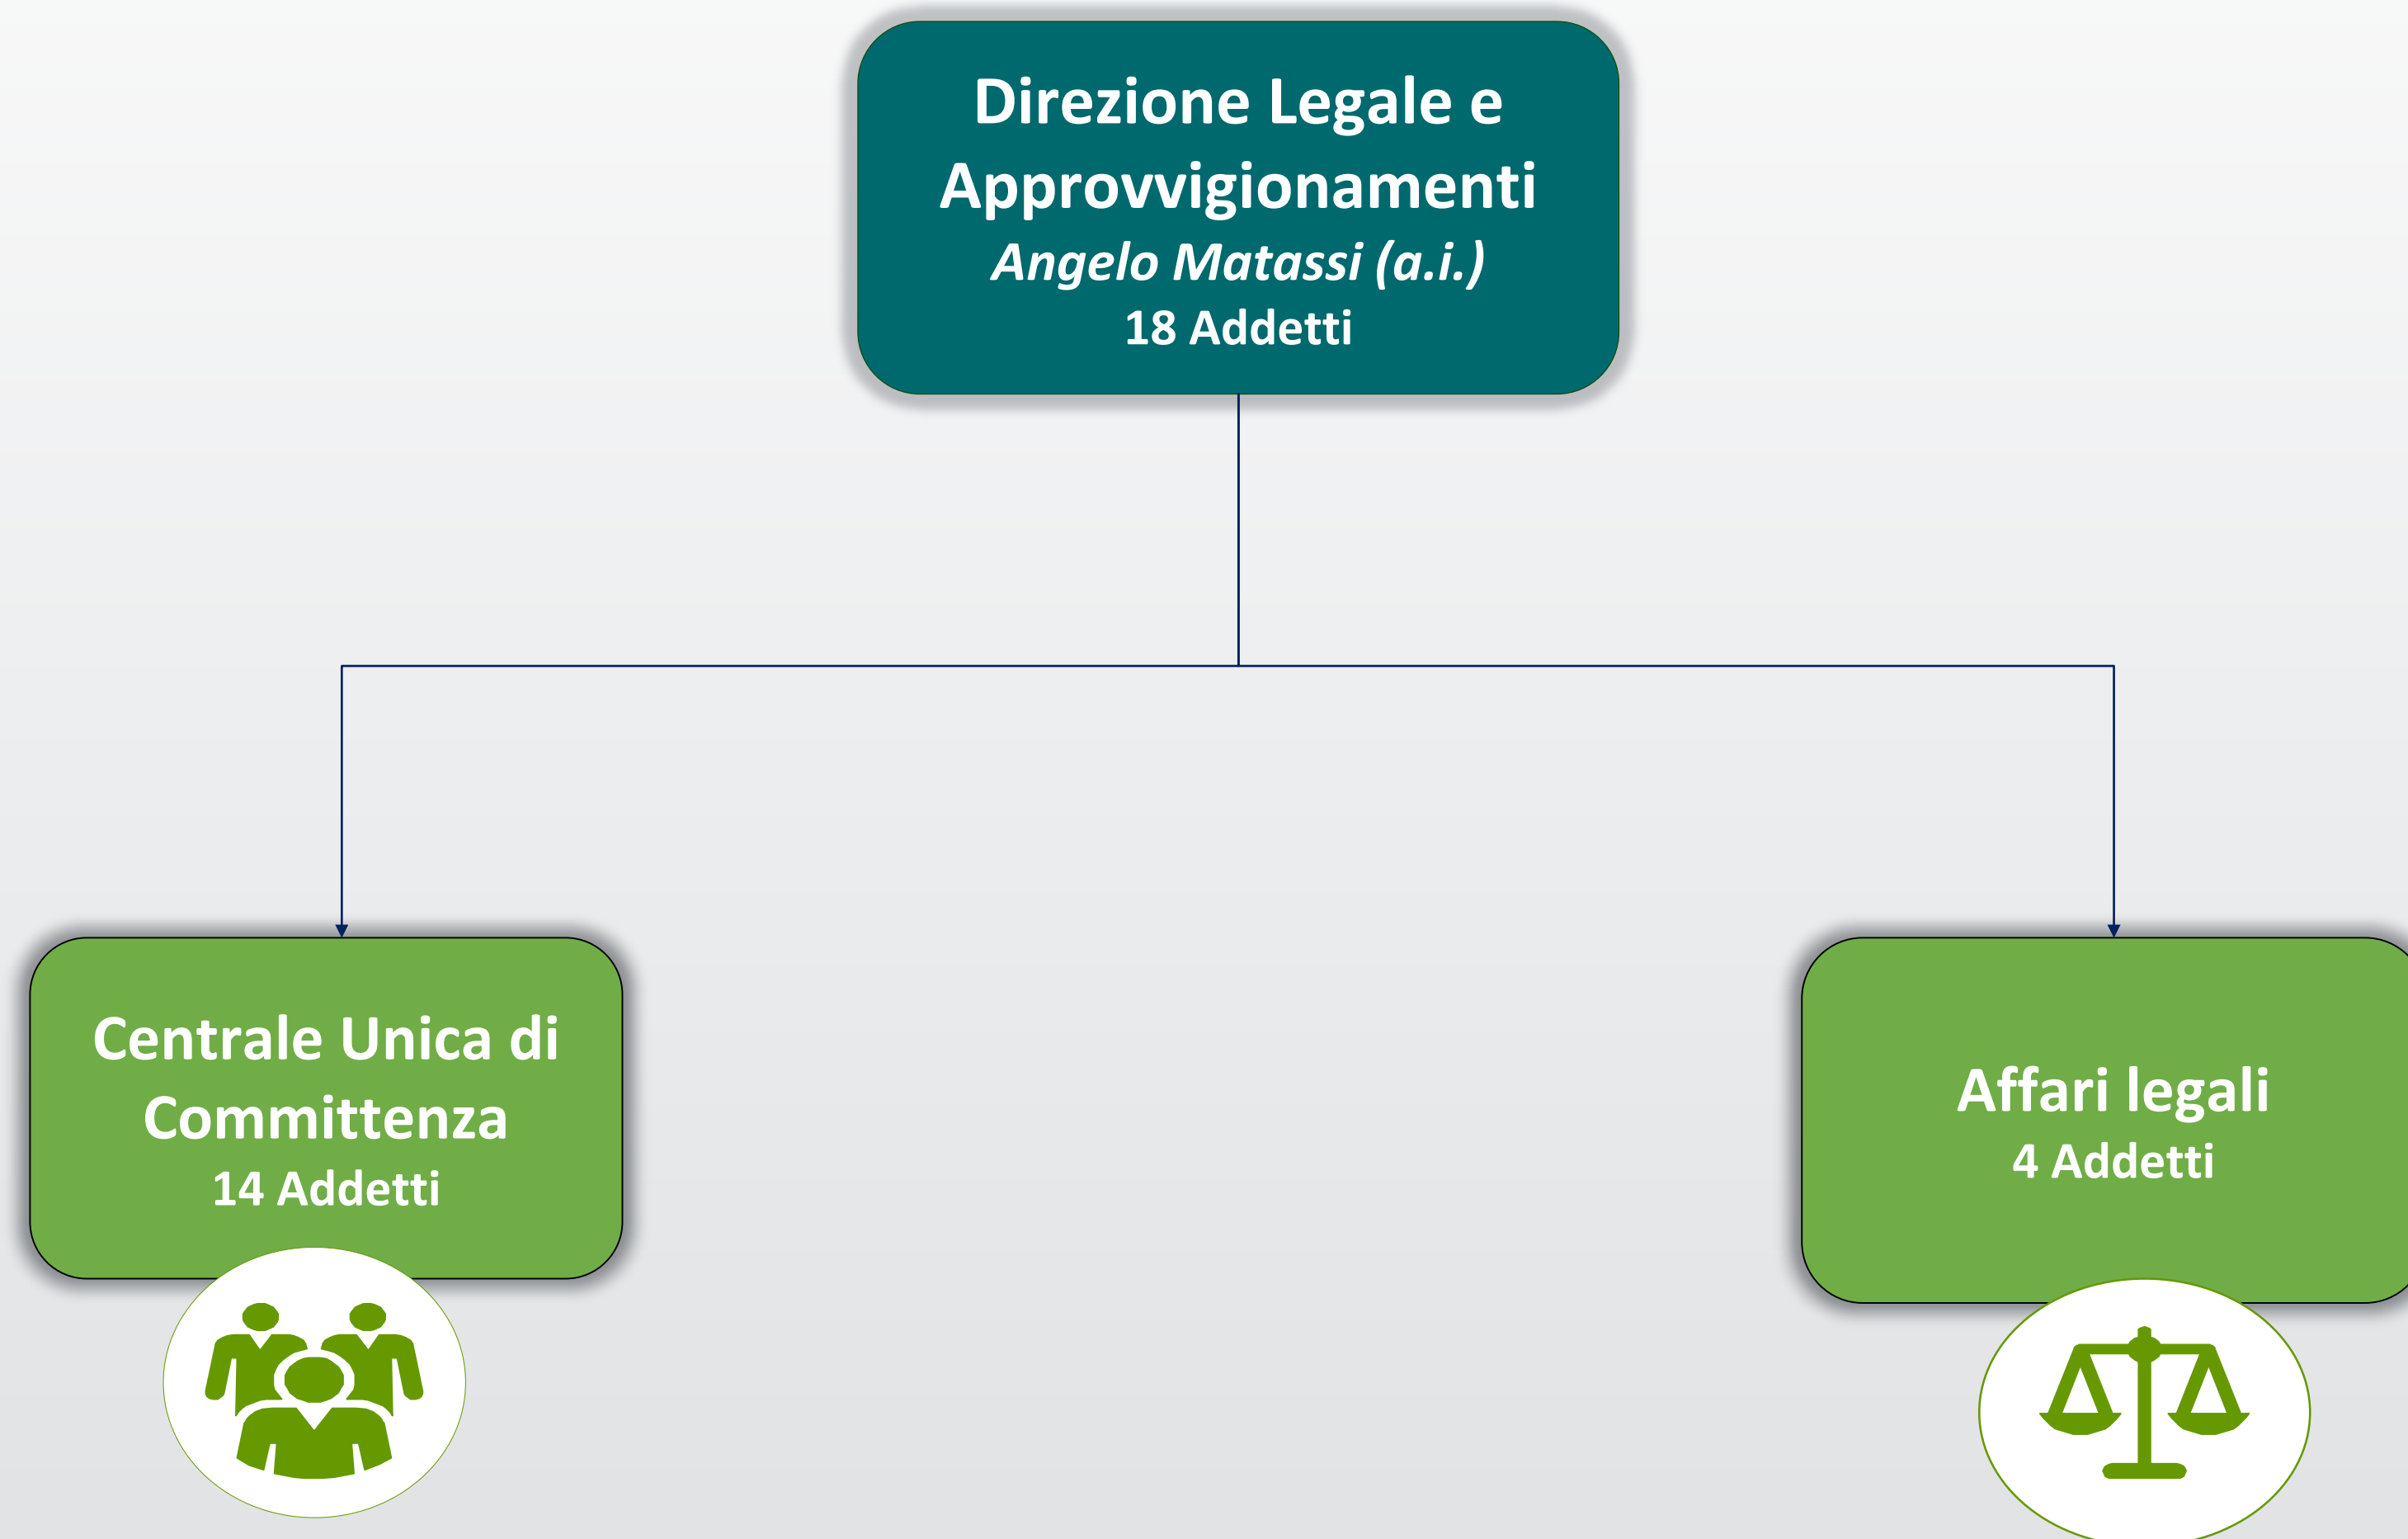 Direzione Legale e
Approvvigionamenti
Angelo Matassi (a.i.)
18 Addetti
Centrale Unica di
Committenza
14 Addetti
Affari legali
4 Addetti